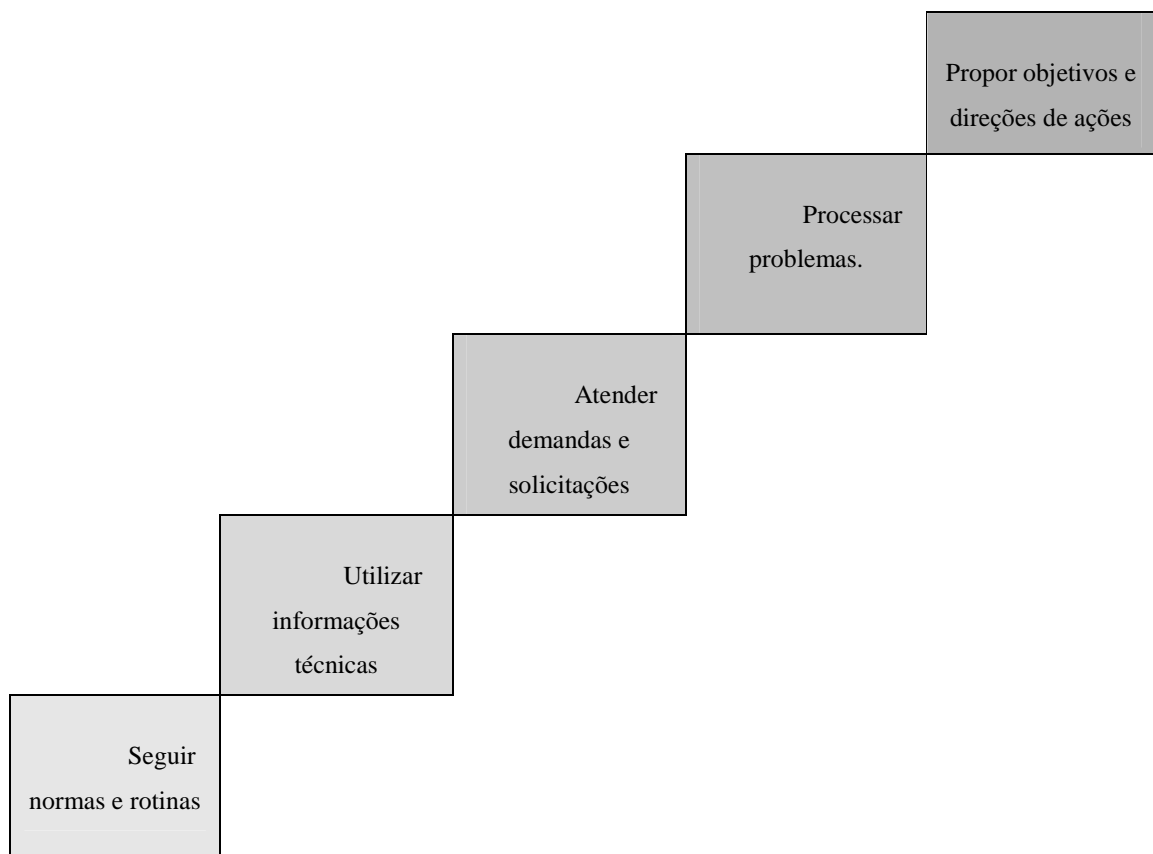 Propor objetivos e
direções de ações
Processar
problemas.
Atender
demandas e
solicitações
Utilizar
informações
técnicas
Seguir
normas e rotinas